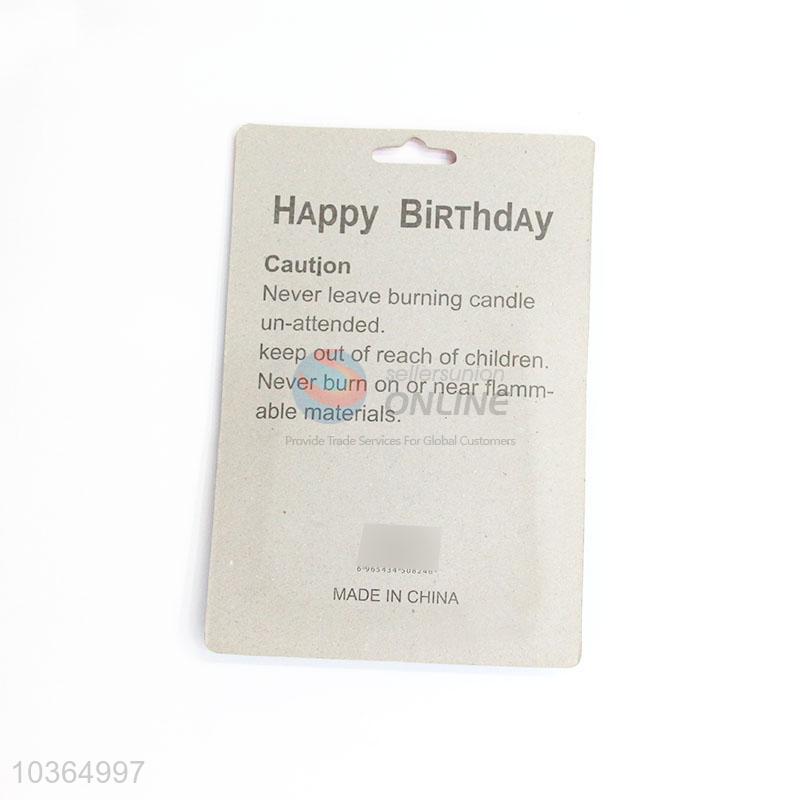 HAppy BiRThdAy
Caution
Never leave burning candle
un-attended.
keep out of reach of children.
Never burn on or near flamm-
able materials.
sellersunion
ONLINE
Provide Trade Services For Global Customers
MADE IN CHINA
10364997